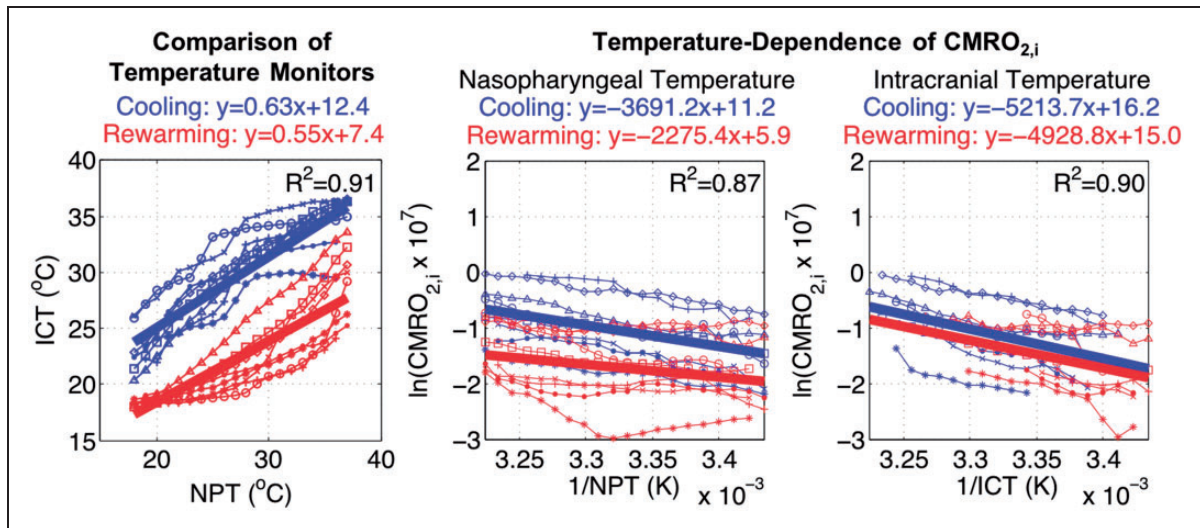 Comparison of
Temperature Monitors
Cooling: y=0.63x+12.4
Rewarming: y=0.55x+7.4
R²=0.91
40
35
30
25
20
15
ICT (°C)
20
30
40
NPT (°C)
Temperature-Dependence of CMRO₂,ᵢ
Nasopharyngeal Temperature
Cooling: y=−3691.2x+11.2
Rewarming: y=−2275.4x+5.9
R²=0.87
2
1
0
−1
−2
−3
ln(CMRO₂,ᵢ x 10⁷)
3.25
3.3
3.35
3.4
1/NPT (K)
x 10⁻³
Intracranial Temperature
Cooling: y=−5213.7x+16.2
Rewarming: y=−4928.8x+15.0
R²=0.90
2
1
0
−1
−2
−3
ln(CMRO₂,ᵢ x 10⁷)
3.25
3.3
3.35
3.4
1/ICT (K)
x 10⁻³